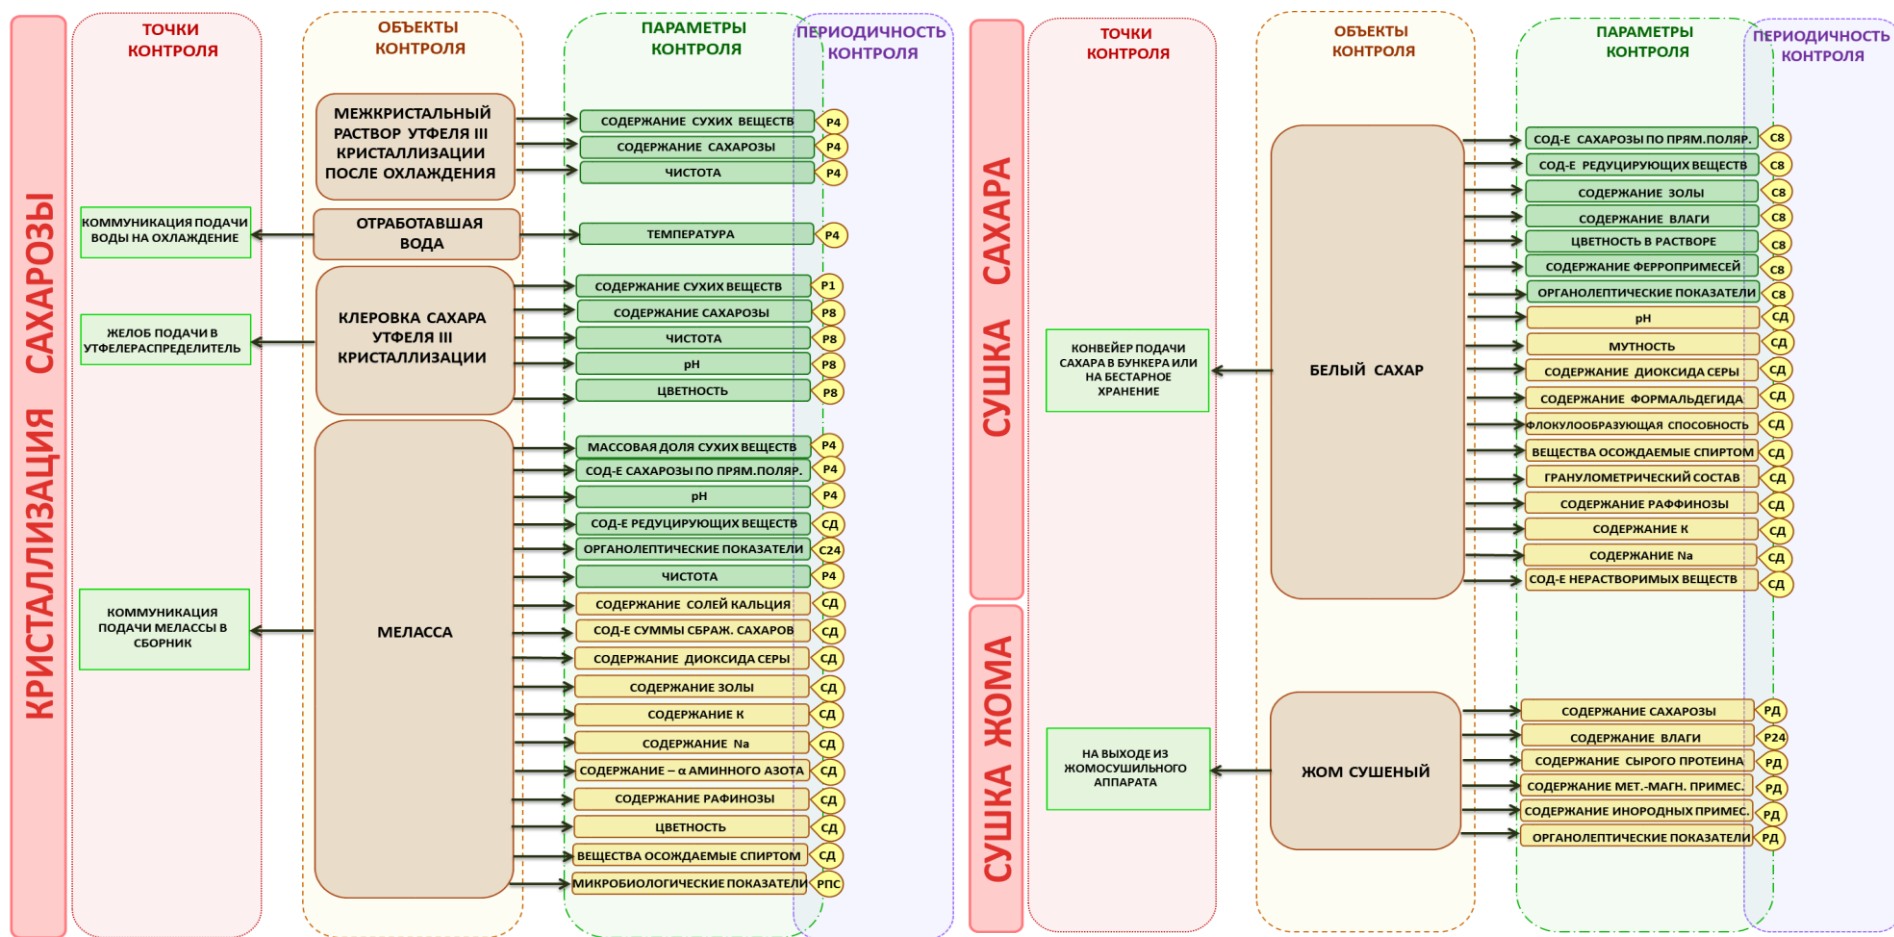 КРИСТАЛЛИЗАЦИЯ САХАРОЗЫ
ТОЧКИ
КОНТРОЛЯ
ОБЪЕКТЫ
КОНТРОЛЯ
ПАРАМЕТРЫ
КОНТРОЛЯ
ПЕРИОДИЧНОСТЬ
КОНТРОЛЯ
МЕЖКРИСТАЛЬНЫЙ
РАСТВОР УТФЕЛЯ III
КРИСТАЛЛИЗАЦИИ
ПОСЛЕ ОХЛАЖДЕНИЯ
СОДЕРЖАНИЕ СУХИХ ВЕЩЕСТВ Р4
СОДЕРЖАНИЕ САХАРОЗЫ Р4
ЧИСТОТА Р4
КОММУНИКАЦИЯ ПОДАЧИ
ВОДЫ НА ОХЛАЖДЕНИЕ
ОТРАБОТАВШАЯ
ВОДА
ТЕМПЕРАТУРА Р4
ЖЕЛОБ ПОДАЧИ В
УТФЕЛЕРАСПРЕДЕЛИТЕЛЬ
КЛЕРОВКА САХАРА
УТФЕЛЯ III
КРИСТАЛЛИЗАЦИИ
СОДЕРЖАНИЕ СУХИХ ВЕЩЕСТВ Р1
СОДЕРЖАНИЕ САХАРОЗЫ Р8
ЧИСТОТА Р8
рН Р8
ЦВЕТНОСТЬ Р8
КОММУНИКАЦИЯ
ПОДАЧИ МЕЛАССЫ В
СБОРНИК
МЕЛАССА
МАССОВАЯ ДОЛЯ СУХИХ ВЕЩЕСТВ Р4
СОД-Е САХАРОЗЫ ПО ПРЯМ.ПОЛЯР. Р4
рН Р4
СОД-Е РЕДУЦИРУЮЩИХ ВЕЩЕСТВ СД
ОРГАНОЛЕПТИЧЕСКИЕ ПОКАЗАТЕЛИ С24
ЧИСТОТА Р4
СОДЕРЖАНИЕ СОЛЕЙ КАЛЬЦИЯ СД
СОД-Е СУММЫ СБРАЖ. САХАРОВ СД
СОДЕРЖАНИЕ ДИОКСИДА СЕРЫ СД
СОДЕРЖАНИЕ ЗОЛЫ СД
СОДЕРЖАНИЕ К СД
СОДЕРЖАНИЕ Na СД
СОДЕРЖАНИЕ – α АМИННОГО АЗОТА СД
СОДЕРЖАНИЕ РАФИНОЗЫ СД
ЦВЕТНОСТЬ СД
ВЕЩЕСТВА ОСОЖДАЕМЫЕ СПИРТОМ СД
МИКРОБИОЛОГИЧЕСКИЕ ПОКАЗАТЕЛИ РПС
СУШКА САХАРА
ТОЧКИ
КОНТРОЛЯ
ОБЪЕКТЫ
КОНТРОЛЯ
ПАРАМЕТРЫ
КОНТРОЛЯ
ПЕРИОДИЧНОСТЬ
КОНТРОЛЯ
КОНВЕЙЕР ПОДАЧИ
САХАРА В БУНКЕРА ИЛИ
НА БЕСТАРНОЕ
ХРАНЕНИЕ
БЕЛЫЙ САХАР
СОД-Е САХАРОЗЫ ПО ПРЯМ.ПОЛЯР. С8
СОД-Е РЕДУЦИРУЮЩИХ ВЕЩЕСТВ С8
СОДЕРЖАНИЕ ЗОЛЫ С8
СОДЕРЖАНИЕ ВЛАГИ С8
ЦВЕТНОСТЬ В РАСТВОРЕ С8
СОДЕРЖАНИЕ ФЕРРОПРИМЕСЕЙ С8
ОРГАНОЛЕПТИЧЕСКИЕ ПОКАЗАТЕЛИ С8
рН СД
МУТНОСТЬ СД
СОДЕРЖАНИЕ ДИОКСИДА СЕРЫ СД
СОДЕРЖАНИЕ ФОРМАЛЬДЕГИДА СД
ФЛОКУЛООБРАЗУЮЩАЯ СПОСОБНОСТЬ СД
ВЕЩЕСТВА ОСОЖДАЕМЫЕ СПИРТОМ СД
ГРАНУЛОМЕТРИЧЕСКИЙ СОСТАВ СД
СОДЕРЖАНИЕ РАФФИНОЗЫ СД
СОДЕРЖАНИЕ К СД
СОДЕРЖАНИЕ Na СД
СОД-Е НЕРАСТВОРИМЫХ ВЕЩЕСТВ СД
СУШКА ЖОМА
НА ВЫХОДЕ ИЗ
ЖОМОСУШИЛЬНОГО
АППАРАТА
ЖОМ СУШЕНЫЙ
СОДЕРЖАНИЕ САХАРОЗЫ РД
СОДЕРЖАНИЕ ВЛАГИ Р24
СОДЕРЖАНИЕ СЫРОГО ПРОТЕИНА РД
СОДЕРЖАНИЕ МЕТ.-МАГН. ПРИМЕС. РД
СОДЕРЖАНИЕ ИНОРОДНЫХ ПРИМЕС. РД
ОРГАНОЛЕПТИЧЕСКИЕ ПОКАЗАТЕЛИ РД